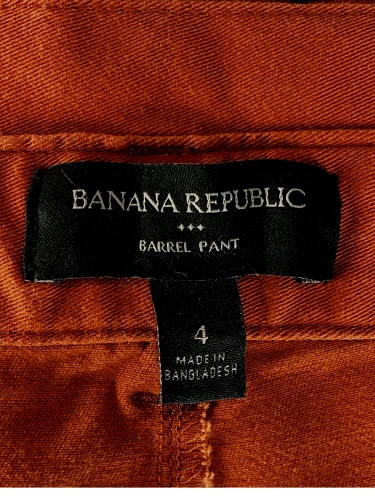 BANANA REPUBLIC
BARREL PANT
4
MADE IN
BANGLADESH